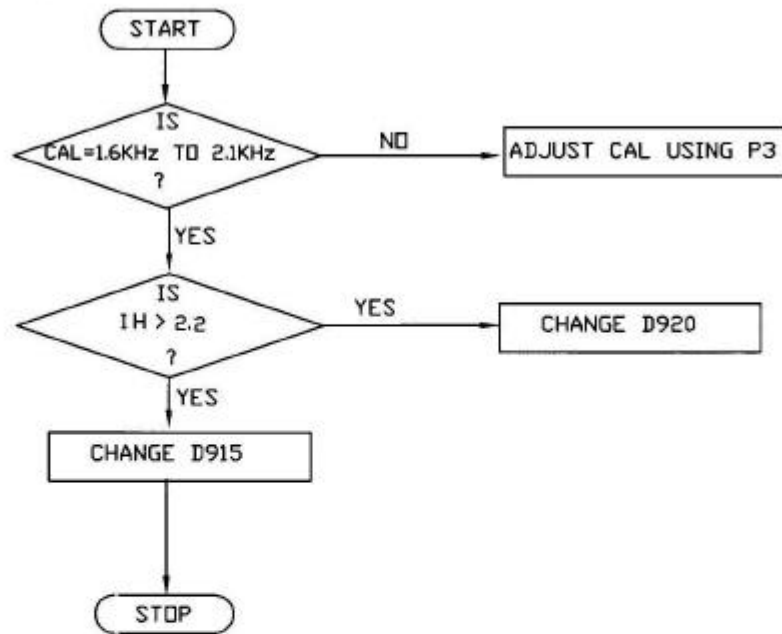 START
IS
CAL=1.6KHz TO 2.1KHz
?
NO
ADJUST CAL USING P3
YES
IS
IH > 2.2
?
YES
CHANGE D920
YES
CHANGE D915
STOP